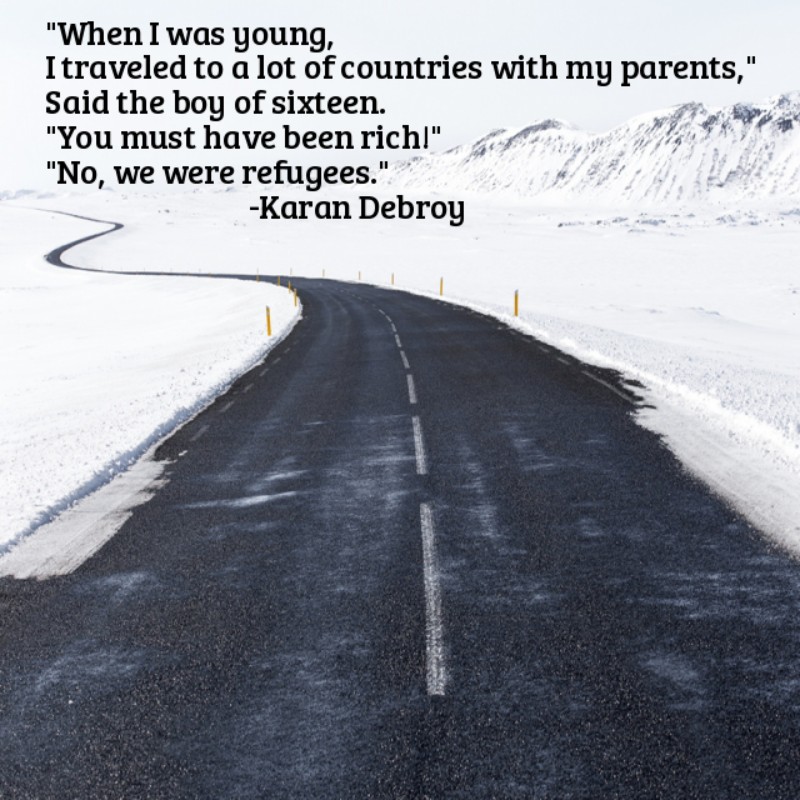 "When I was young,
I traveled to a lot of countries with my parents,"
Said the boy of sixteen.
"You must have been rich!"
"No, we were refugees."
-Karan Debroy